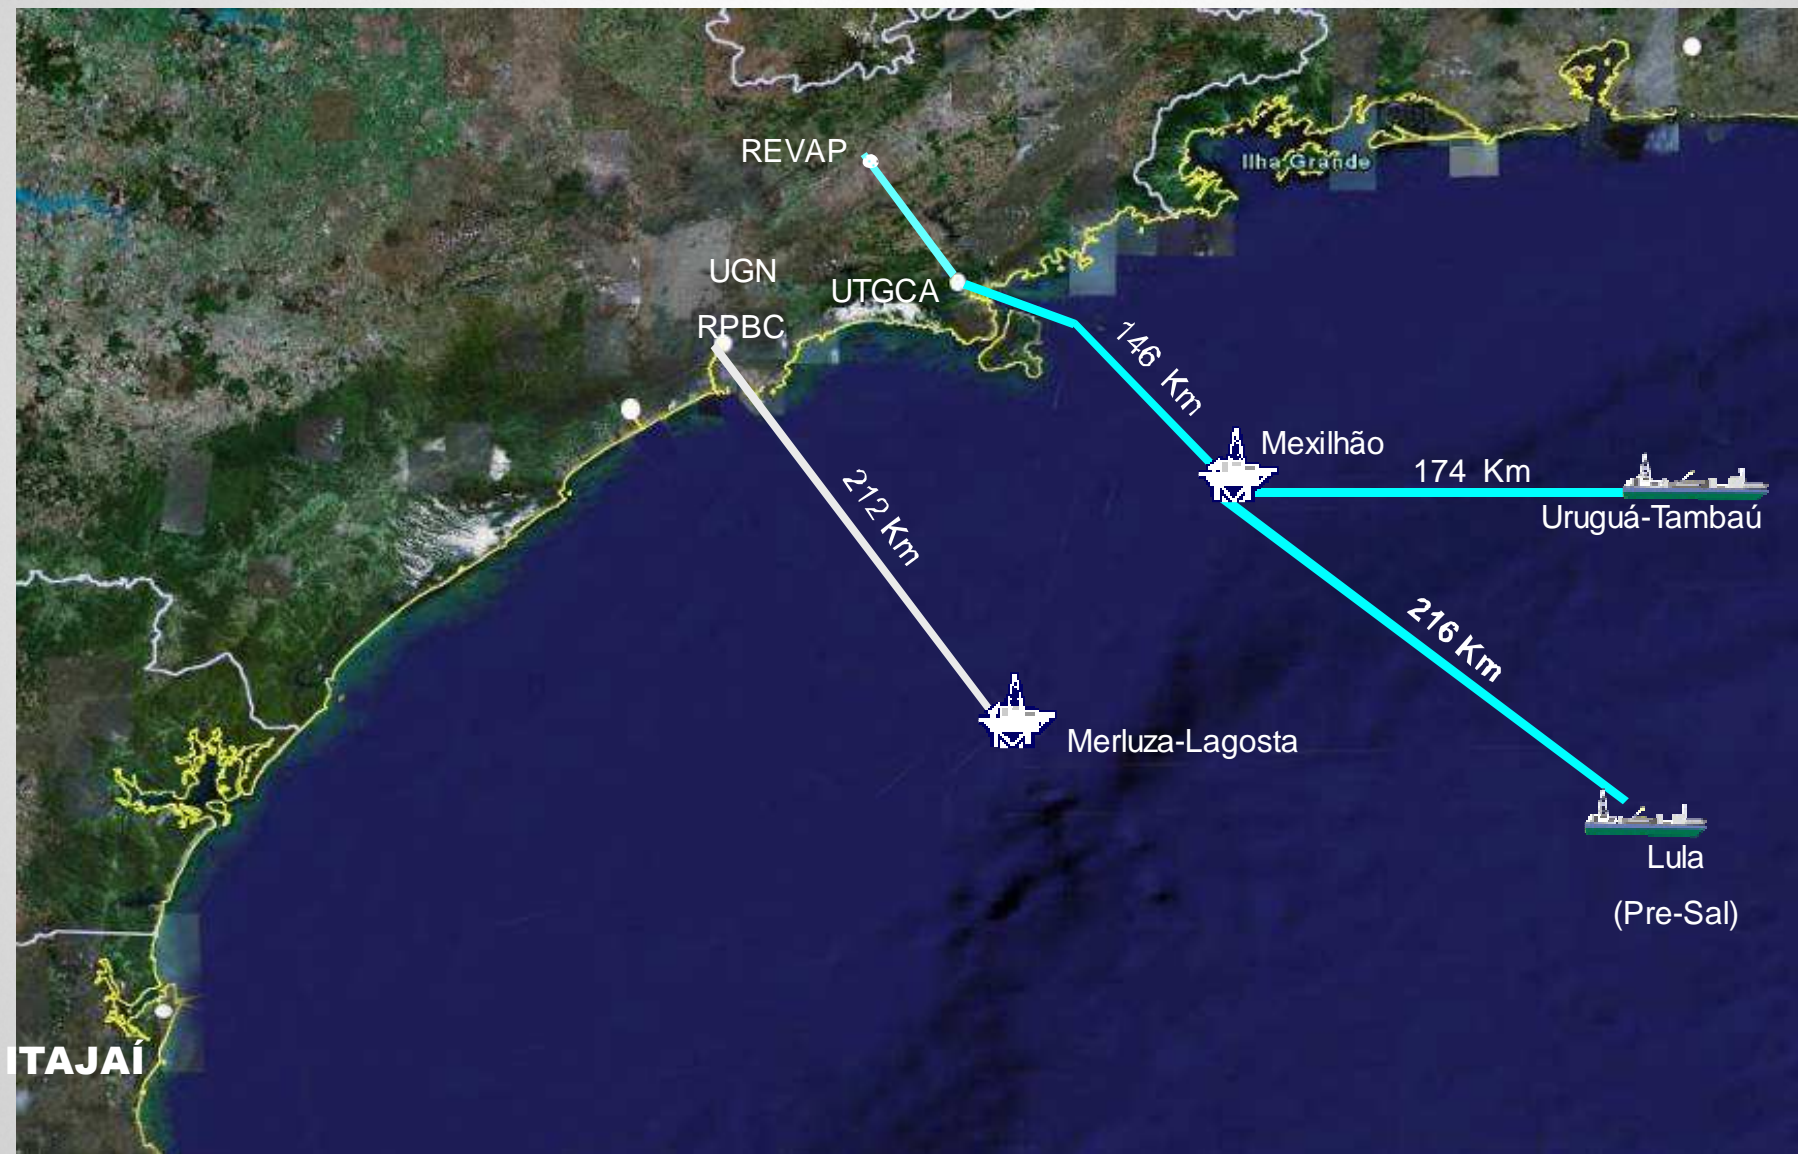 REVAP
Ilha Grande
UGN
UTGCA
RPBC
146 Km
Mexilhão
174 Km
212 Km
Uruguá-Tambaú
216 Km
Merluza-Lagosta
Lula
(Pre-Sal)
ITAJAÍ